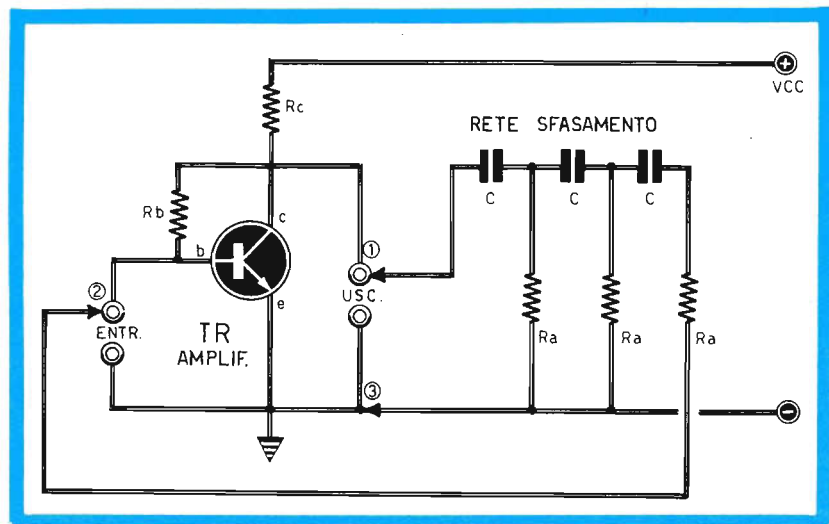 +
VCC
Rc
RETE SFASAMENTO
C
C
C
Rb
c
b
e
①
USC.
②
ENTR.
TR
AMPLIF.
Ra
Ra
Ra
③
-